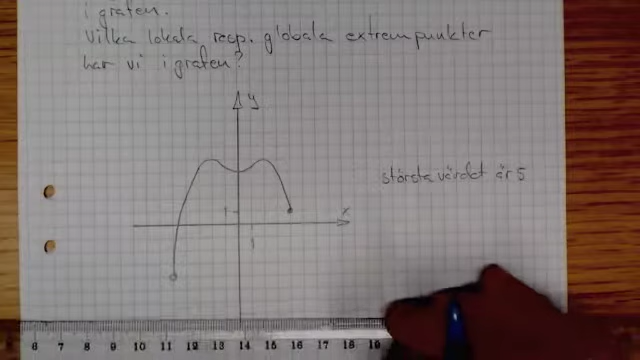 i grafen.
Vilka lokala resp. globala extrempunkter
har vi i grafen?
y
största värdet är 5
x
1
1
6 7 8 9 10 11 12 13 14 15 16 17 18 19